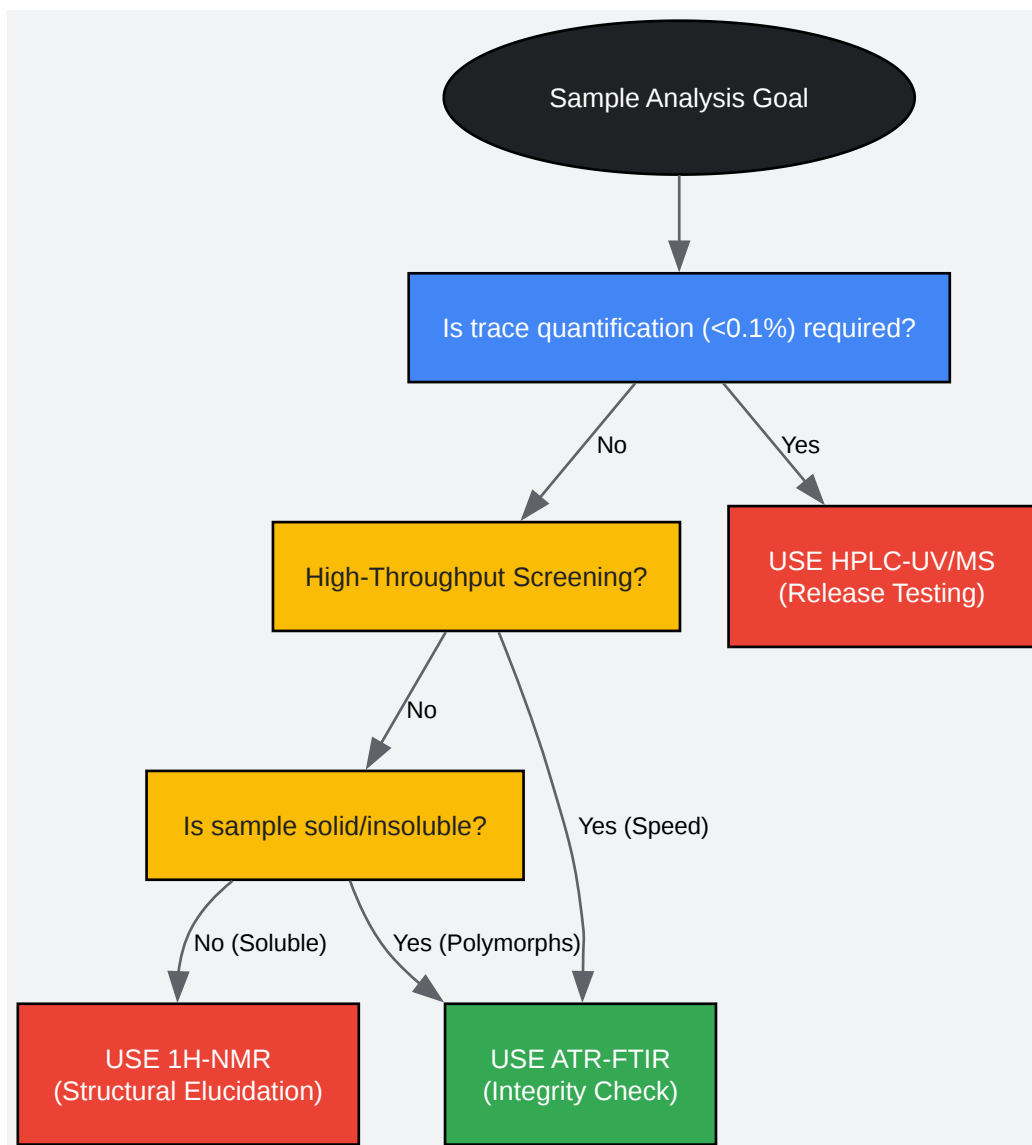 Sample Analysis Goal
Is trace quantification (<0.1%) required?
No
Yes
High-Throughput Screening?
USE HPLC-UV/MS
(Release Testing)
No
Is sample solid/insoluble?
Yes (Speed)
No (Soluble)
Yes (Polymorphs)
USE 1H-NMR
(Structural Elucidation)
USE ATR-FTIR
(Integrity Check)